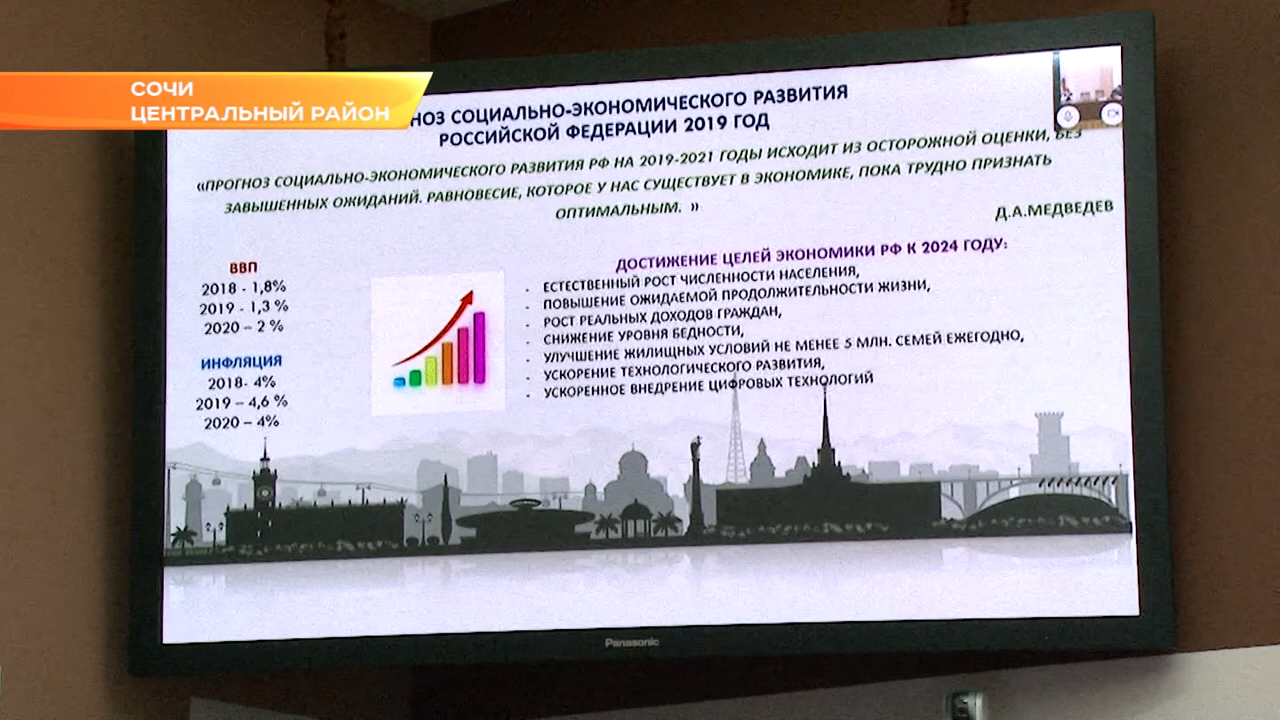 СОЧИ
ЦЕНТРАЛЬНЫЙ РАЙОН
НОЗ СОЦИАЛЬНО-ЭКОНОМИЧЕСКОГО РАЗВИТИЯ
РОССИЙСКОЙ ФЕДЕРАЦИИ 2019 ГОД
«ПРОГНОЗ СОЦИАЛЬНО-ЭКОНОМИЧЕСКОГО РАЗВИТИЯ РФ НА 2019-2021 ГОДЫ ИСХОДИТ ИЗ ОСТОРОЖНОЙ ОЦЕНКИ, БЕЗ
ЗАВЫШЕННЫХ ОЖИДАНИЙ. РАВНОВЕСИЕ, КОТОРОЕ У НАС СУЩЕСТВУЕТ В ЭКОНОМИКЕ, ПОКА ТРУДНО ПРИЗНАТЬ
ОПТИМАЛЬНЫМ. »
Д.А.МЕДВЕДЕВ
ВВП
2018 - 1,8%
2019 - 1,3 %
2020 – 2 %
ИНФЛЯЦИЯ
2018- 4%
2019 – 4,6 %
2020 – 4%
ДОСТИЖЕНИЕ ЦЕЛЕЙ ЭКОНОМИКИ РФ К 2024 ГОДУ:
. ЕСТЕСТВЕННЫЙ РОСТ ЧИСЛЕННОСТИ НАСЕЛЕНИЯ,
. ПОВЫШЕНИЕ ОЖИДАЕМОЙ ПРОДОЛЖИТЕЛЬНОСТИ ЖИЗНИ,
. РОСТ РЕАЛЬНЫХ ДОХОДОВ ГРАЖДАН,
. СНИЖЕНИЕ УРОВНЯ БЕДНОСТИ,
. УЛУЧШЕНИЕ ЖИЛИЩНЫХ УСЛОВИЙ НЕ МЕНЕЕ 5 МЛН. СЕМЕЙ ЕЖЕГОДНО,
. УСКОРЕНИЕ ТЕХНОЛОГИЧЕСКОГО РАЗВИТИЯ,
. УСКОРЕННОЕ ВНЕДРЕНИЕ ЦИФРОВЫХ ТЕХНОЛОГИЙ
Panasonic